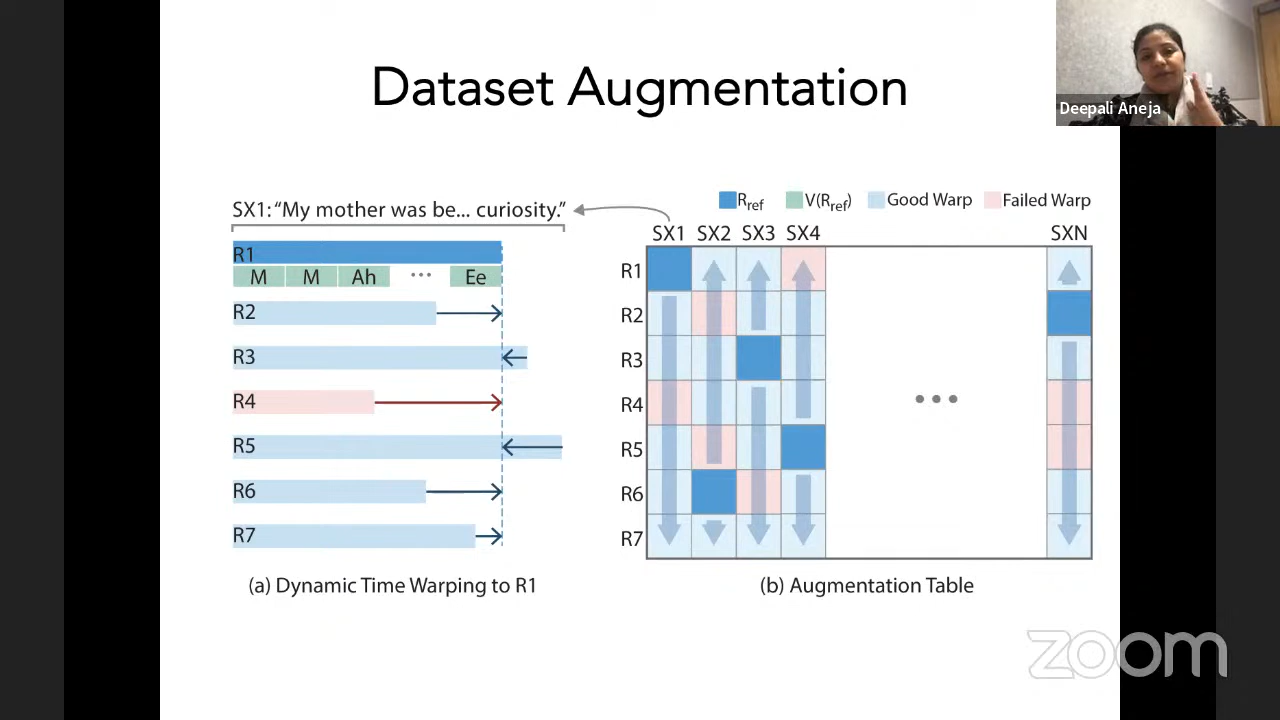 Dataset Augmentation
Deepali Aneja
SX1: “My mother was be... curiosity.”
R1
M M Ah ... Ee
R2
R3
R4
R5
R6
R7
(a) Dynamic Time Warping to R1
Rref V(Rref) Good Warp Failed Warp
SX1 SX2 SX3 SX4 SXN
R1
R2
R3
R4
R5
R6
R7
...
(b) Augmentation Table
zoom